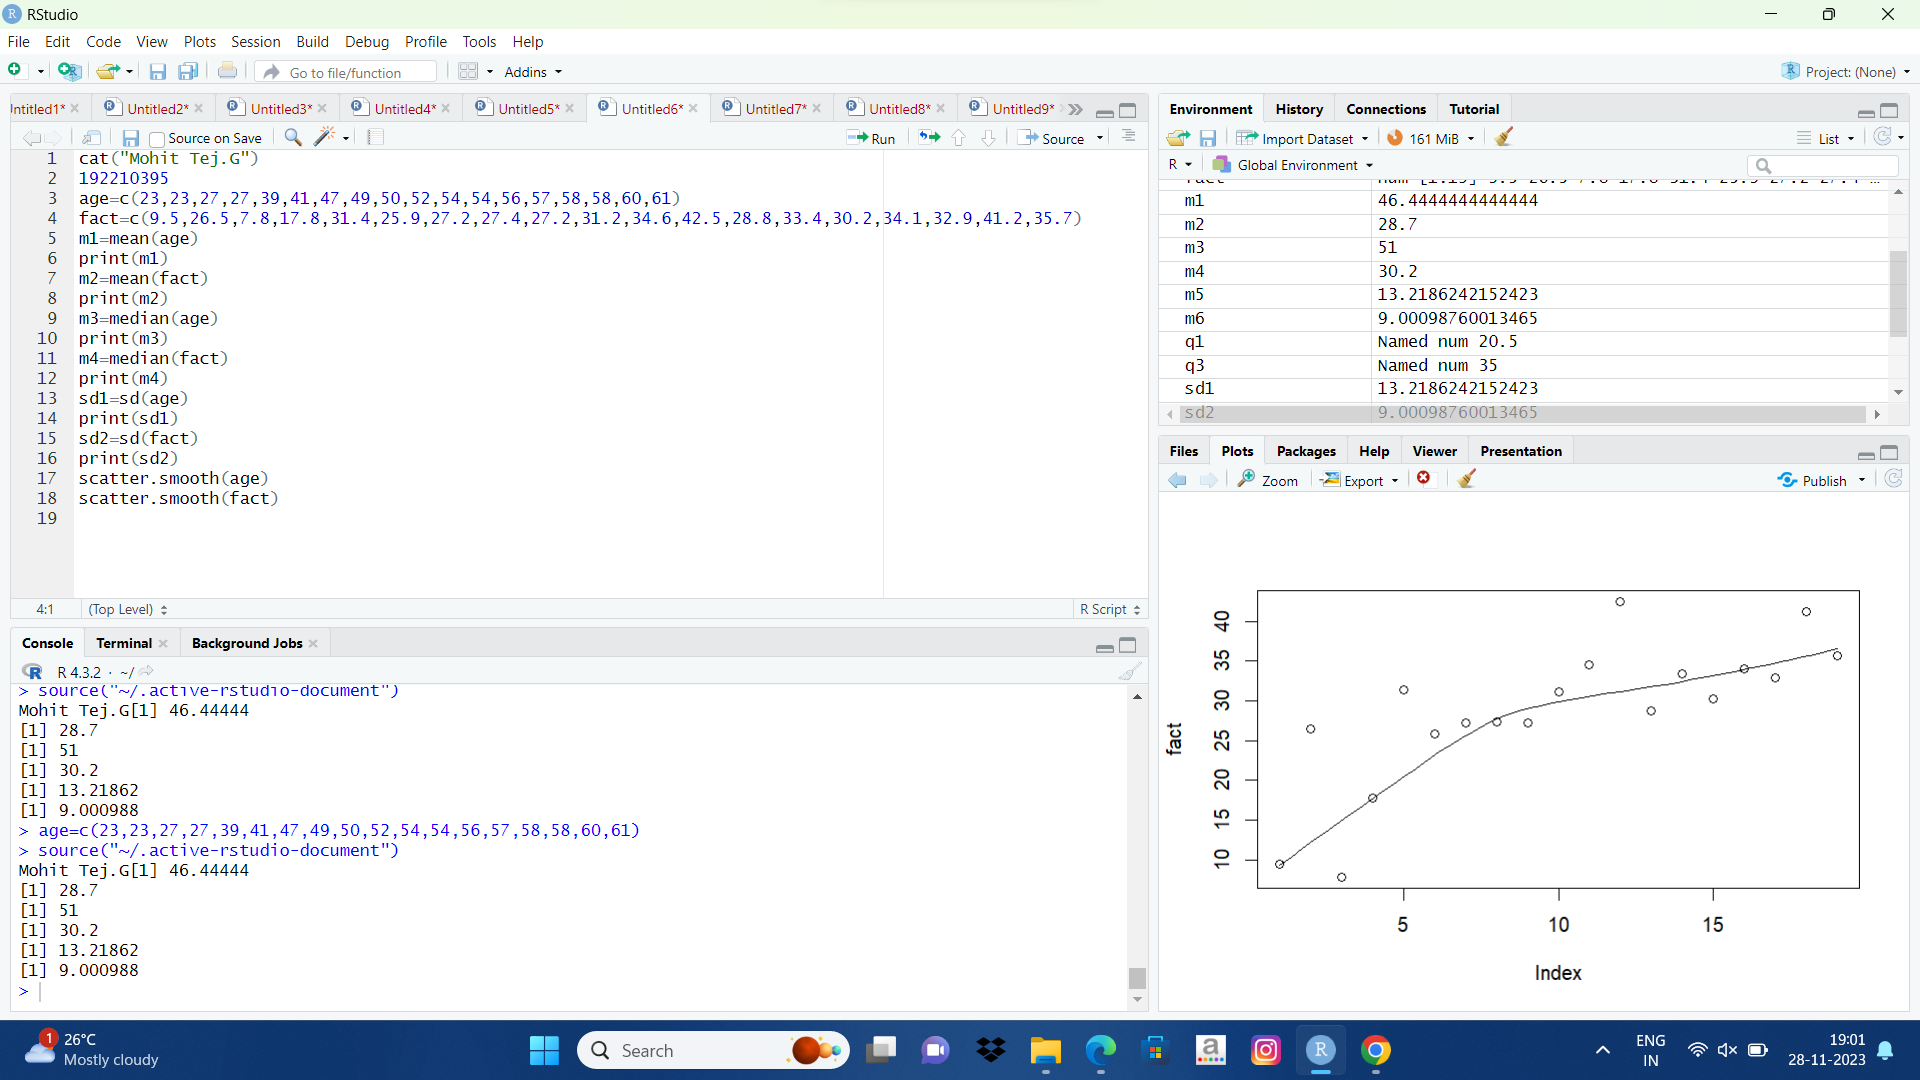 RStudio
File Edit Code View Plots Session Build Debug Profile Tools Help
Go to file/function Addins Project: (None)
ntitled1* Untitled2* Untitled3* Untitled4* Untitled5* Untitled6* Untitled7* Untitled8* Untitled9*
Source on Save Run Source
1 cat("Mohit Tej.G")
2 192210395
3 age=c(23,23,27,27,39,41,47,49,50,52,54,54,56,57,58,58,60,61)
4 fact=c(9.5,26.5,7.8,17.8,31.4,25.9,27.2,27.4,27.2,31.2,34.6,42.5,28.8,33.4,30.2,34.1,32.9,41.2,35.7)
5 m1=mean(age)
6 print(m1)
7 m2=mean(fact)
8 print(m2)
9 m3=median(age)
10 print(m3)
11 m4=median(fact)
12 print(m4)
13 sd1=sd(age)
14 print(sd1)
15 sd2=sd(fact)
16 print(sd2)
17 scatter.smooth(age)
18 scatter.smooth(fact)
19
4:1 (Top Level) R Script
Console Terminal Background Jobs
R 4.3.2 · ~/
> source("~/.active-rstudio-document")
Mohit Tej.G[1] 46.44444
[1] 28.7
[1] 51
[1] 30.2
[1] 13.21862
[1] 9.000988
> age=c(23,23,27,27,39,41,47,49,50,52,54,54,56,57,58,58,60,61)
> source("~/.active-rstudio-document")
Mohit Tej.G[1] 46.44444
[1] 28.7
[1] 51
[1] 30.2
[1] 13.21862
[1] 9.000988
>
Environment History Connections Tutorial
Import Dataset 161 MiB List
R Global Environment
m1 46.4444444444444
m2 28.7
m3 51
m4 30.2
m5 13.2186242152423
m6 9.00098760013465
q1 Named num 20.5
q3 Named num 35
sd1 13.2186242152423
sd2 9.00098760013465
Files Plots Packages Help Viewer Presentation
Zoom Export Publish
fact
40
35
30
25
20
15
10
5 10 15
Index
1 26°C
Mostly cloudy
Search
ENG
IN
19:01
28-11-2023